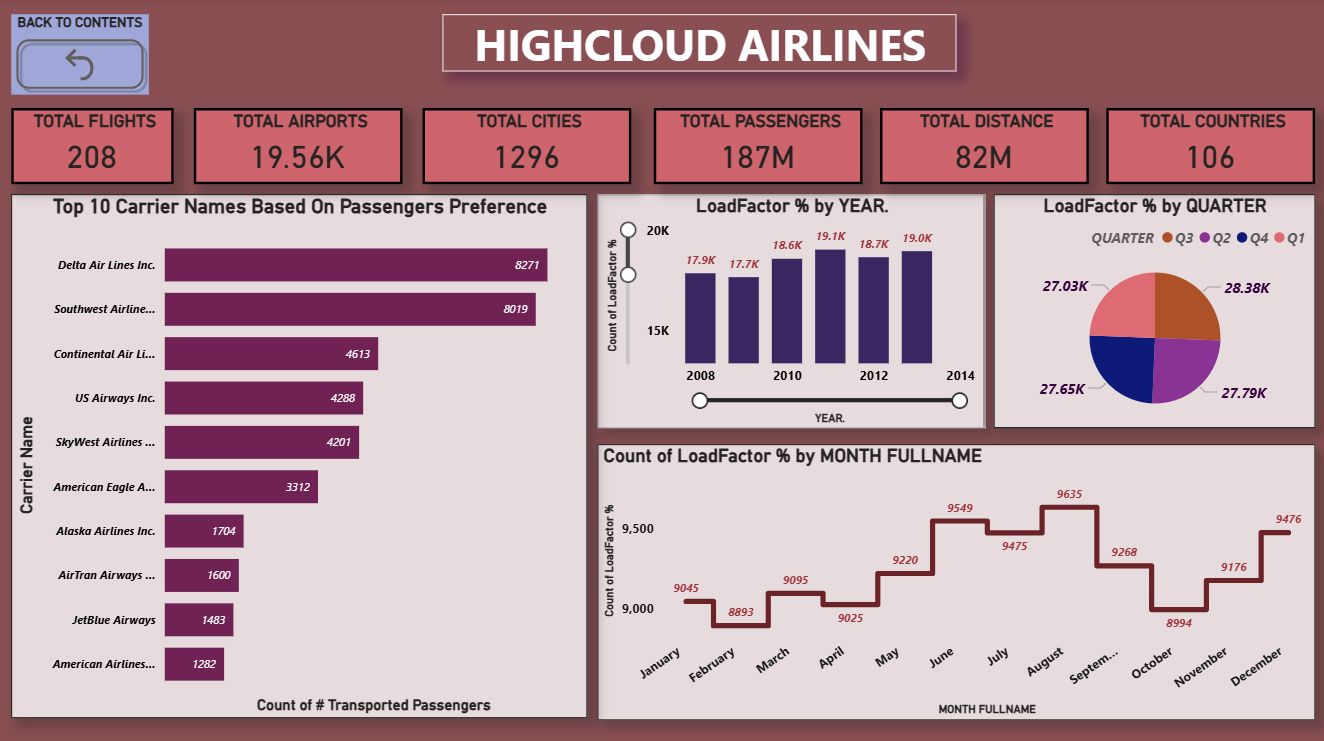 BACK TO CONTENTS
HIGHCLOUD AIRLINES
TOTAL FLIGHTS
208
TOTAL AIRPORTS
19.56K
TOTAL CITIES
1296
TOTAL PASSENGERS
187M
TOTAL DISTANCE
82M
TOTAL COUNTRIES
106
Top 10 Carrier Names Based On Passengers Preference
Carrier Name
Delta Air Lines Inc.
8271
Southwest Airline...
8019
Continental Air Li...
4613
US Airways Inc.
4288
SkyWest Airlines ...
4201
American Eagle A...
3312
Alaska Airlines Inc.
1704
AirTran Airways ...
1600
JetBlue Airways
1483
American Airlines...
1282
Count of # Transported Passengers
LoadFactor % by YEAR.
Count of LoadFactor %
20K
15K
17.9K
17.7K
18.6K
19.1K
18.7K
19.0K
2008
2010
2012
2014
YEAR.
LoadFactor % by QUARTER
QUARTER Q3 Q2 Q4 Q1
27.03K
28.38K
27.65K
27.79K
Count of LoadFactor % by MONTH FULLNAME
Count of LoadFactor %
9,500
9,000
9045
8893
9095
9025
9220
9549
9475
9635
9268
8994
9176
9476
January
February
March
April
May
June
July
August
Septem...
October
November
December
MONTH FULLNAME